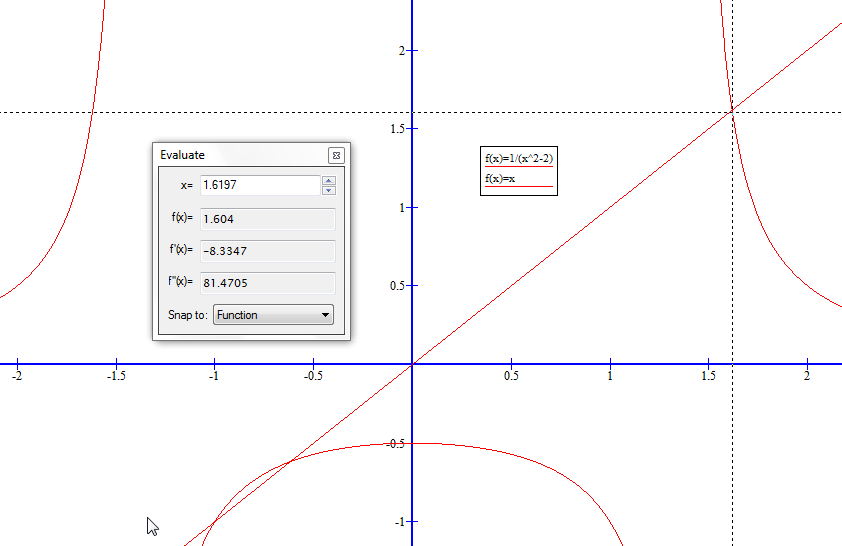 2
1.5
Evaluate
f(x)=1/(x^2-2)
f(x)=x
x= 1.6197
1
f(x)= 1.604
f'(x)= -8.3347
f''(x)= 81.4705
0.5
Snap to: Function
-2 -1.5 -1 -0.5 0.5 1 1.5 2
-0.5
-1